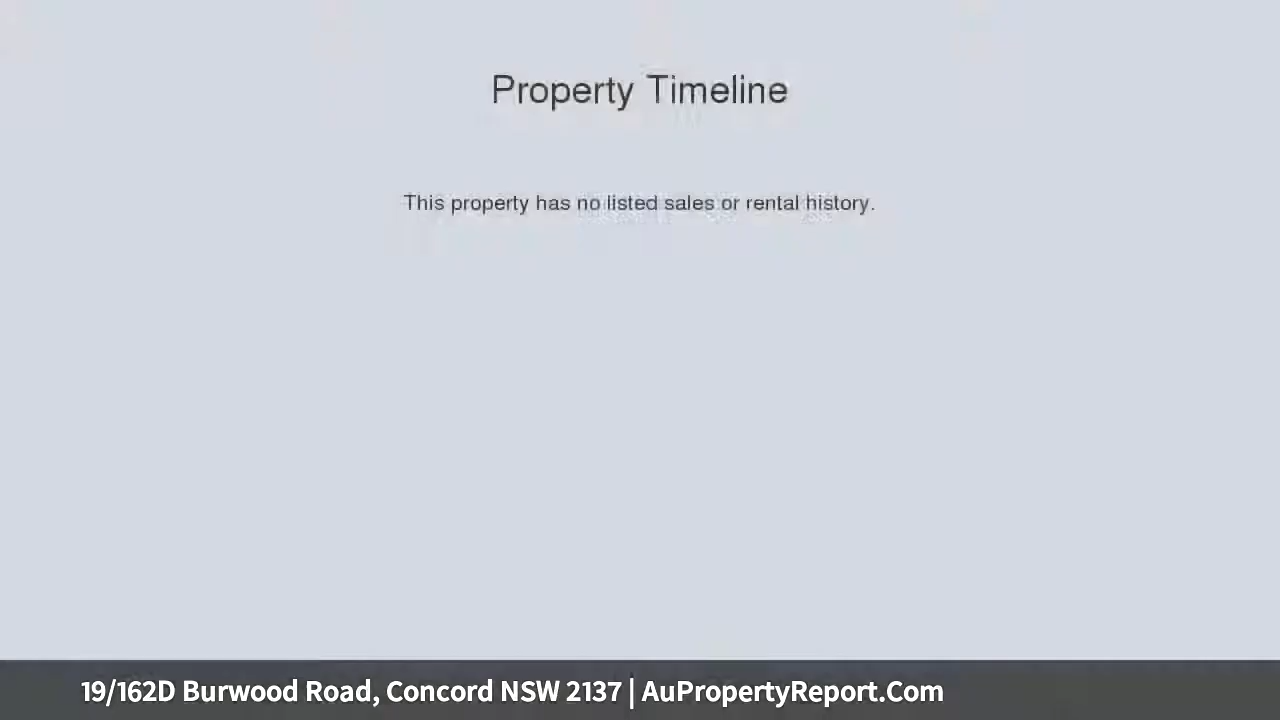 Property Timeline
This property has no listed sales or rental history.
19/162D Burwood Road, Concord NSW 2137 | AuPropertyReport.Com